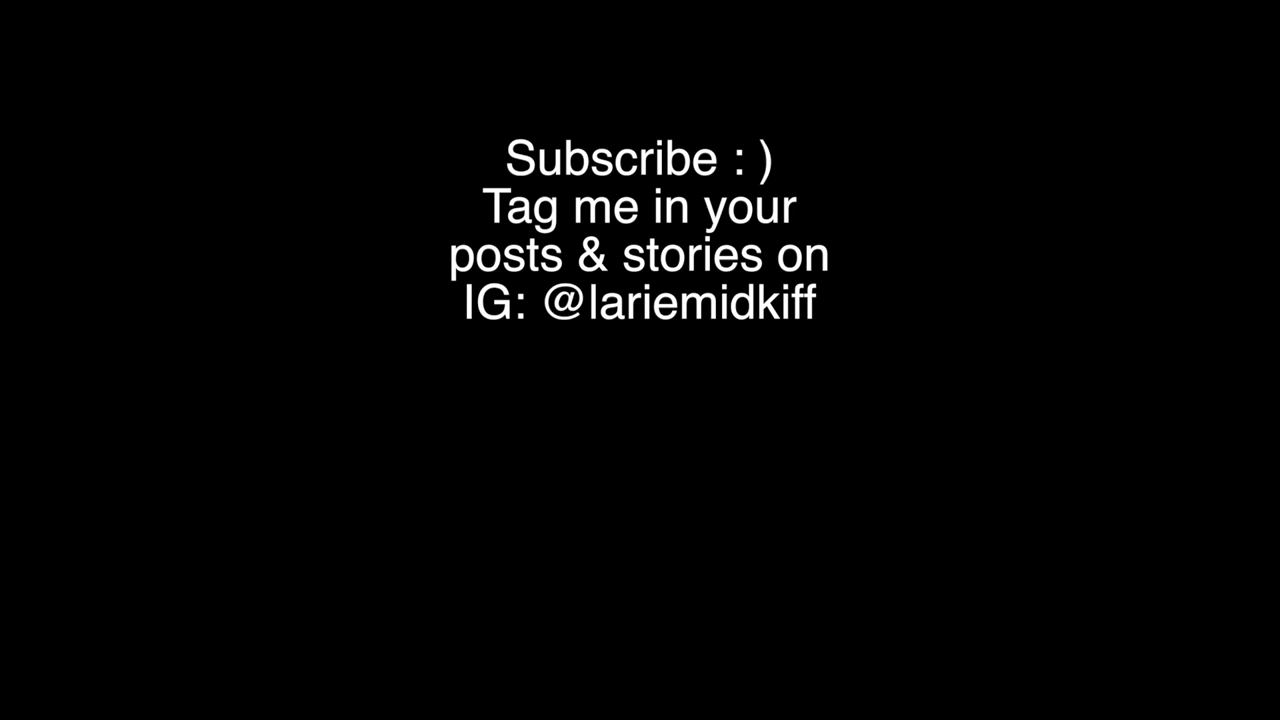 Subscribe : )
Tag me in your
posts & stories on
IG: @lariemidkiff